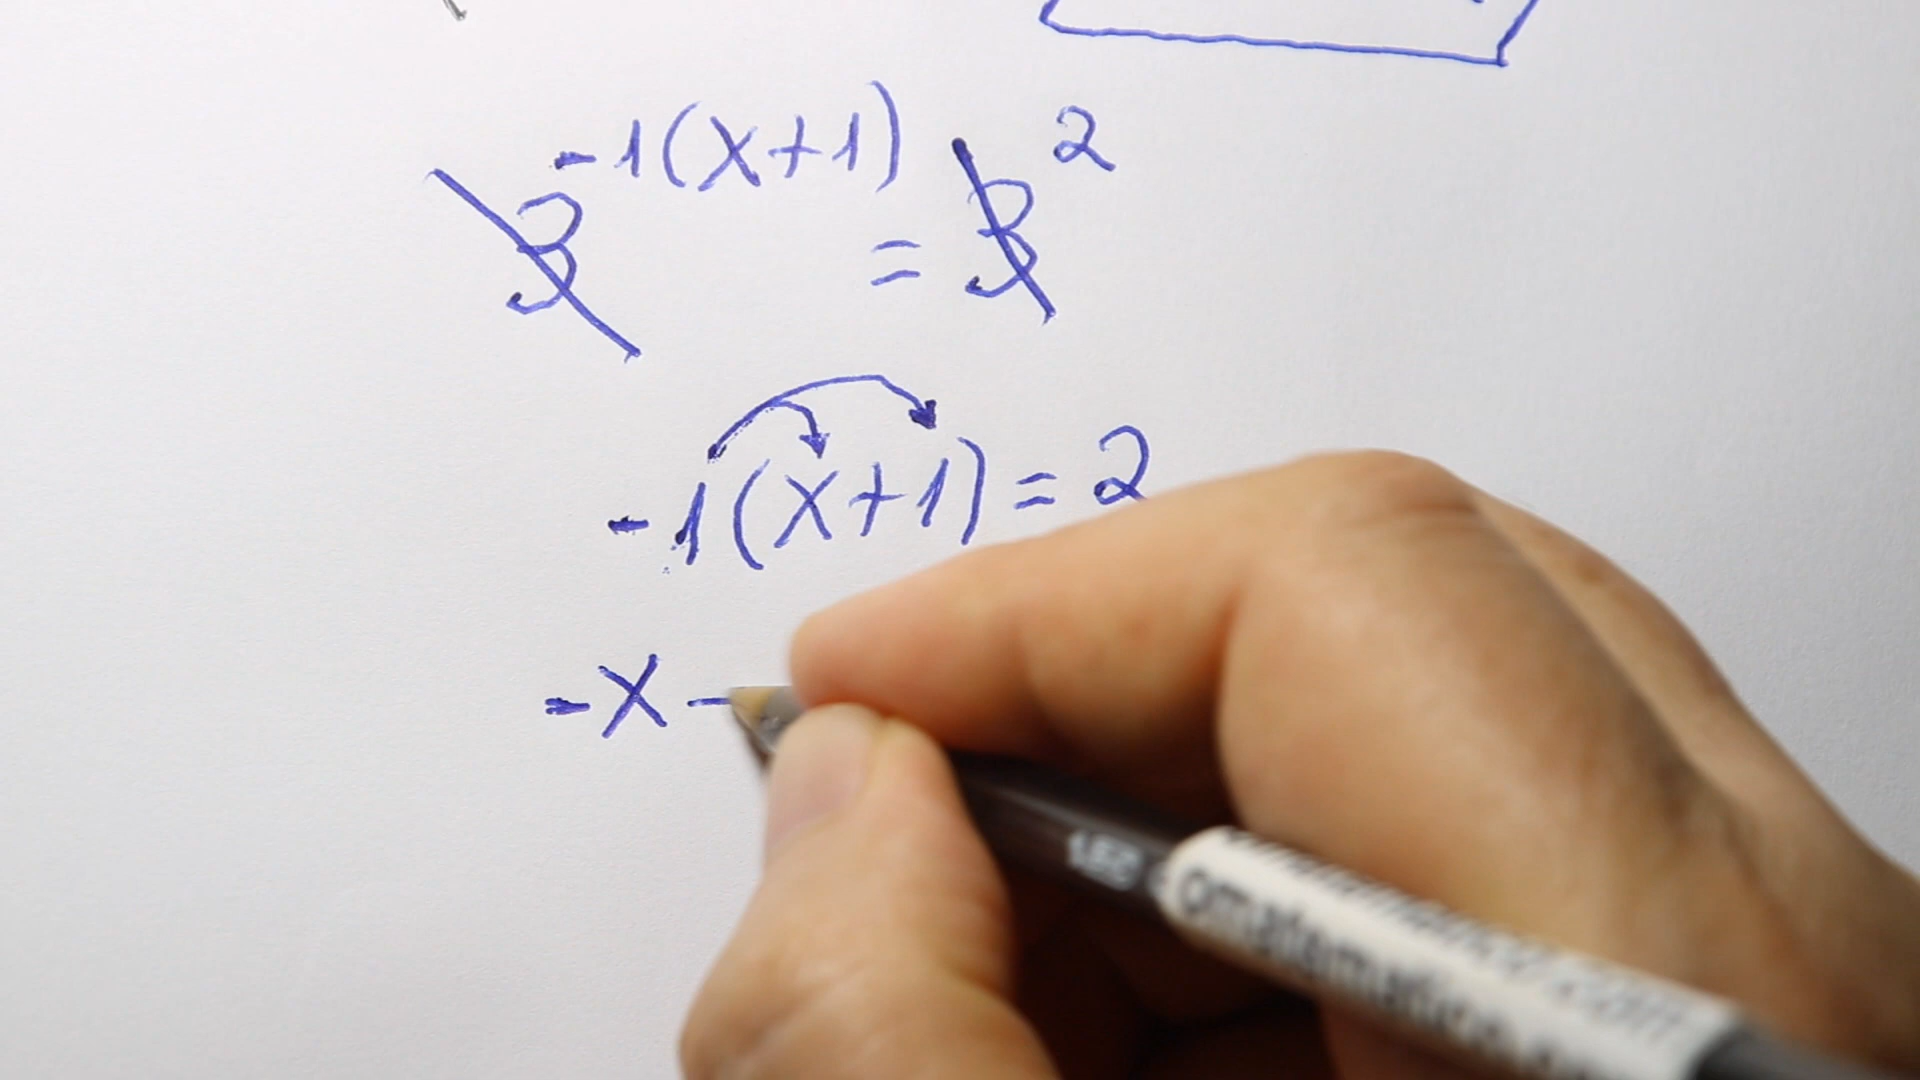 3^-1(x+1) = 3^2
-1(x+1) = 2
-x -